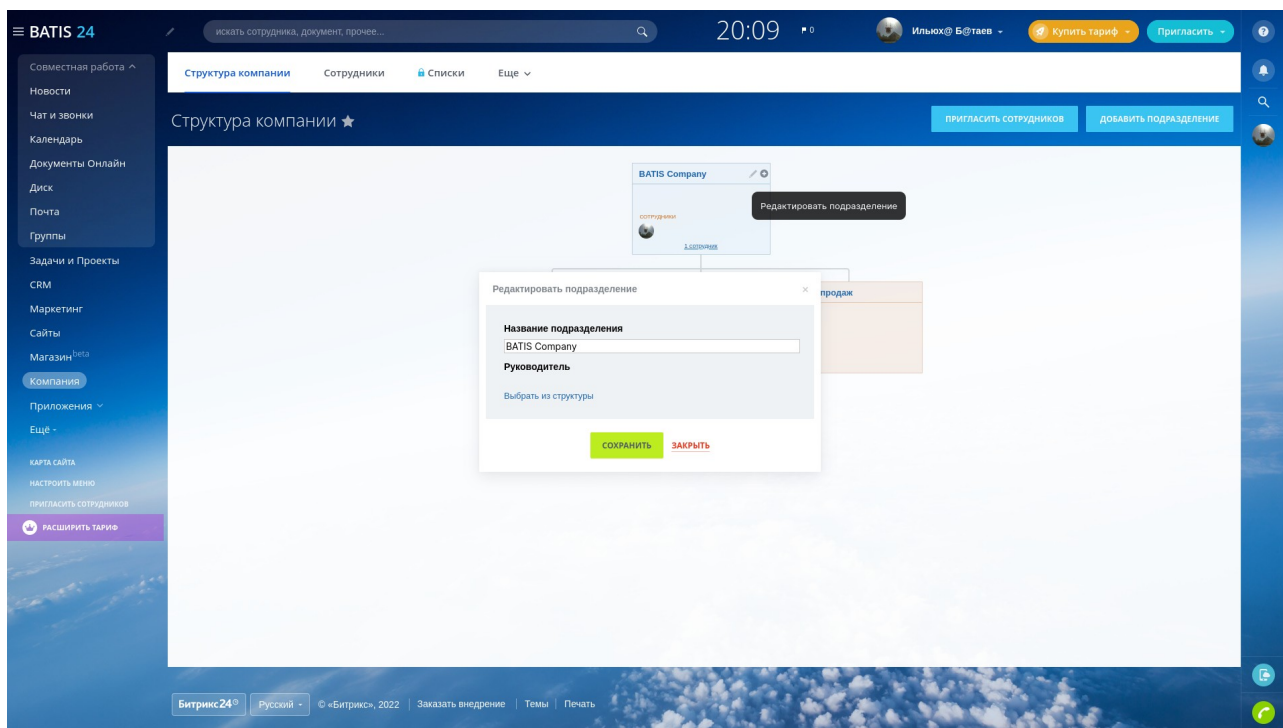 BATIS 24
искать сотрудника, документ, прочее...
20:09
0
Ильюх@ Б@таев
Купить тариф
Пригласить
Совместная работа
Новости
Чат и звонки
Календарь
Документы Онлайн
Диск
Почта
Группы
Задачи и Проекты
CRM
Маркетинг
Сайты
Магазин beta
Компания
Приложения
Ещё -
КАРТА САЙТА
НАСТРОИТЬ МЕНЮ
ПРИГЛАСИТЬ СОТРУДНИКОВ
РАСШИРИТЬ ТАРИФ
Структура компании
Сотрудники
Списки
Еще
Структура компании
ПРИГЛАСИТЬ СОТРУДНИКОВ
ДОБАВИТЬ ПОДРАЗДЕЛЕНИЕ
BATIS Company
Редактировать подразделение
СОТРУДНИКИ
1 сотрудник
продаж
Редактировать подразделение
Название подразделения
BATIS Company
Руководитель
Выбрать из структуры
СОХРАНИТЬ
ЗАКРЫТЬ
Битрикс24
Русский
© «Битрикс», 2022
Заказать внедрение
Темы
Печать